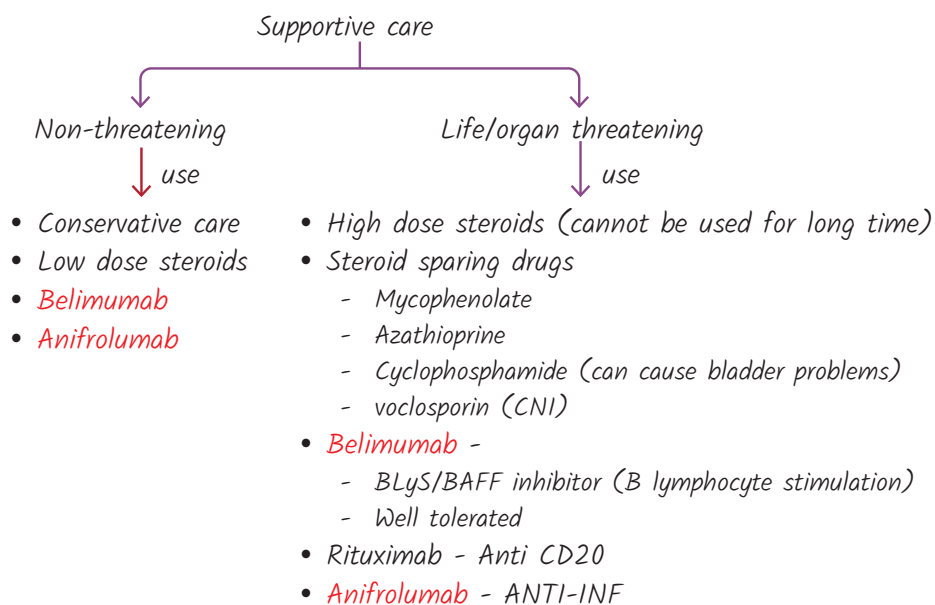 Supportive care
Non-threatening
use
• Conservative care
• Low dose steroids
• Belimumab
• Anifrolumab
Life/organ threatening
use
• High dose steroids (cannot be used for long time)
• Steroid sparing drugs
- Mycophenolate
- Azathioprine
- Cyclophosphamide (can cause bladder problems)
- voclosporin (CNI)
• Belimumab -
- BLyS/BAFF inhibitor (B lymphocyte stimulation)
- Well tolerated
• Rituximab - Anti CD20
• Anifrolumab - ANTI-INF